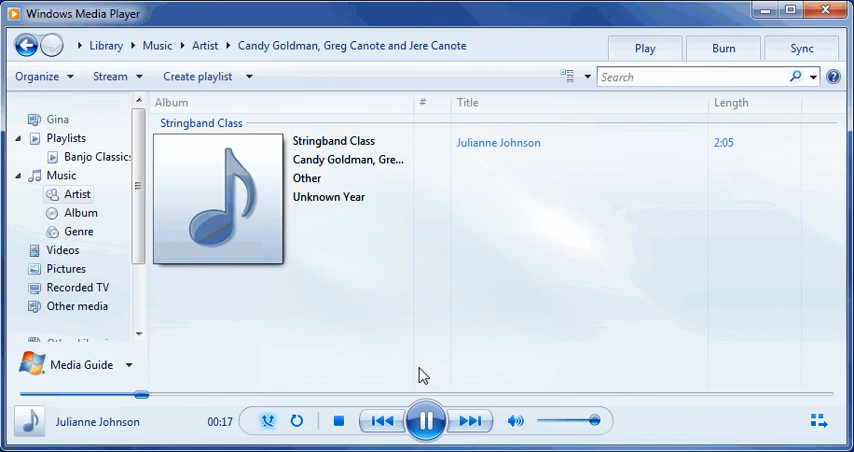 Windows Media Player
Library Music Artist Candy Goldman, Greg Canote and Jere Canote
Play Burn Sync
Organize Stream Create playlist Search
Album # Title Length
Gina
Playlists
Banjo Classics
Music
Artist
Album
Genre
Videos
Pictures
Recorded TV
Other media
Stringband Class
Stringband Class
Candy Goldman, Gre...
Other
Unknown Year
Julianne Johnson 2:05
Media Guide
Julianne Johnson 00:17